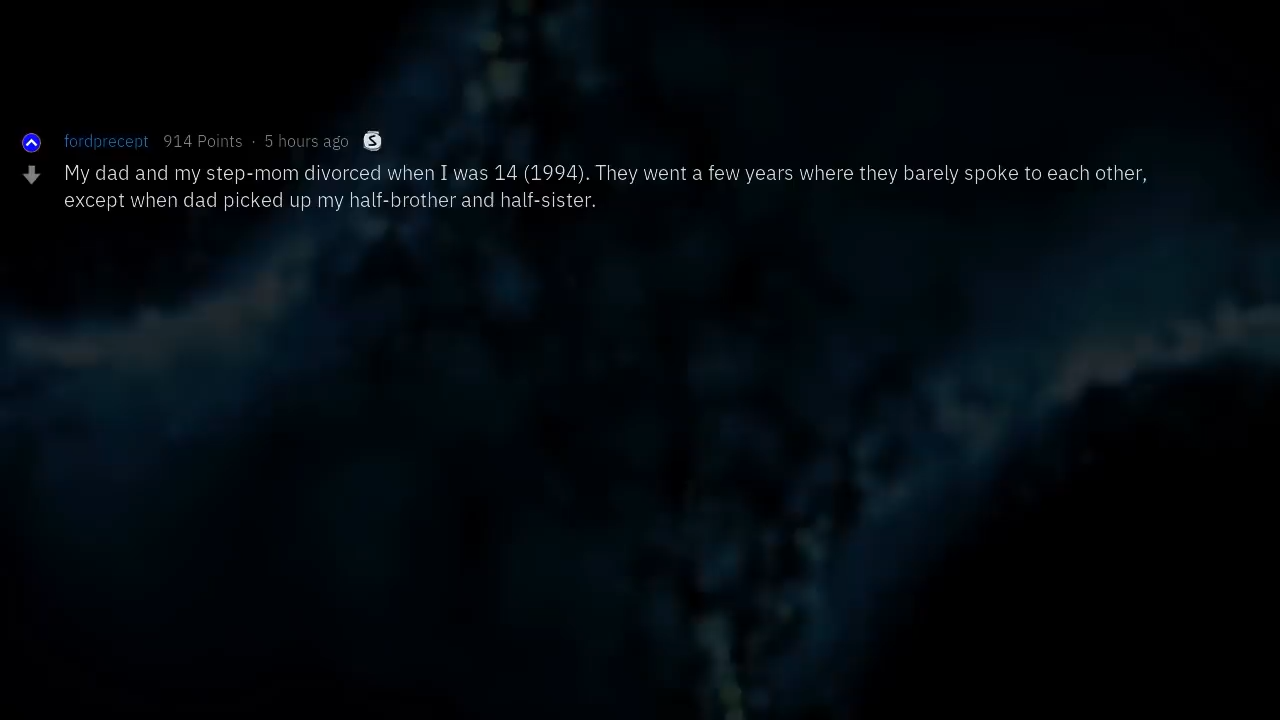 fordprecept 914 Points · 5 hours ago S
My dad and my step-mom divorced when I was 14 (1994). They went a few years where they barely spoke to each other,
except when dad picked up my half-brother and half-sister.